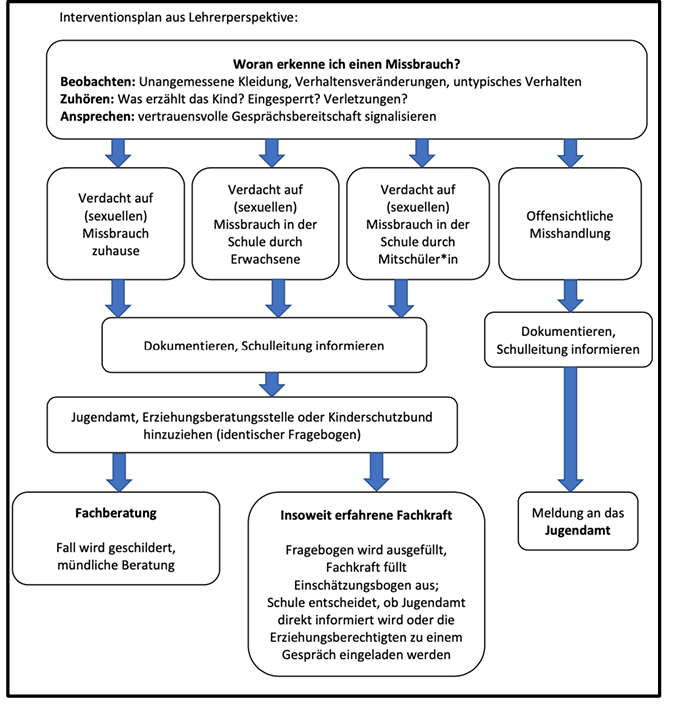 Interventionsplan aus Lehrerperspektive:
Woran erkenne ich einen Missbrauch?
Beobachten: Unangemessene Kleidung, Verhaltensveränderungen, untypisches Verhalten
Zuhören: Was erzählt das Kind? Eingesperrt? Verletzungen?
Ansprechen: vertrauensvolle Gesprächsbereitschaft signalisieren
Verdacht auf
(sexuellen)
Missbrauch
zuhause
Verdacht auf
(sexuellen)
Missbrauch in der
Schule durch
Erwachsene
Verdacht auf
(sexuellen)
Missbrauch in der
Schule durch
Mitschüler*in
Offensichtliche
Misshandlung
Dokumentieren, Schulleitung informieren
Dokumentieren,
Schulleitung informieren
Jugendamt, Erziehungsberatungsstelle oder Kinderschutzbund
hinzuziehen (identischer Fragebogen)
Fachberatung
Fall wird geschildert,
mündliche Beratung
Insoweit erfahrene Fachkraft
Fragebogen wird ausgefüllt,
Fachkraft füllt
Einschätzungsbogen aus;
Schule entscheidet, ob Jugendamt
direkt informiert wird oder die
Erziehungsberechtigten zu einem
Gespräch eingeladen werden
Meldung an das
Jugendamt